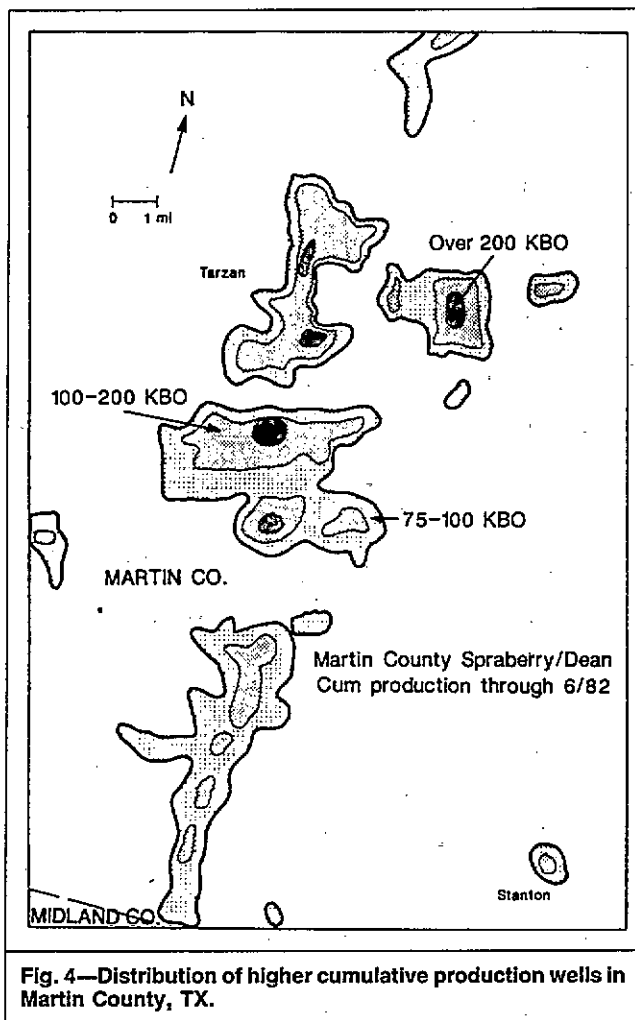 N
0 1 mi
Tarzan
Over 200 KBO
100–200 KBO
75–100 KBO
MARTIN CO.
Martin County Spraberry/Dean
Cum production through 6/82
Stanton
MIDLAND CO.
Fig. 4—Distribution of higher cumulative production wells in
Martin County, TX.